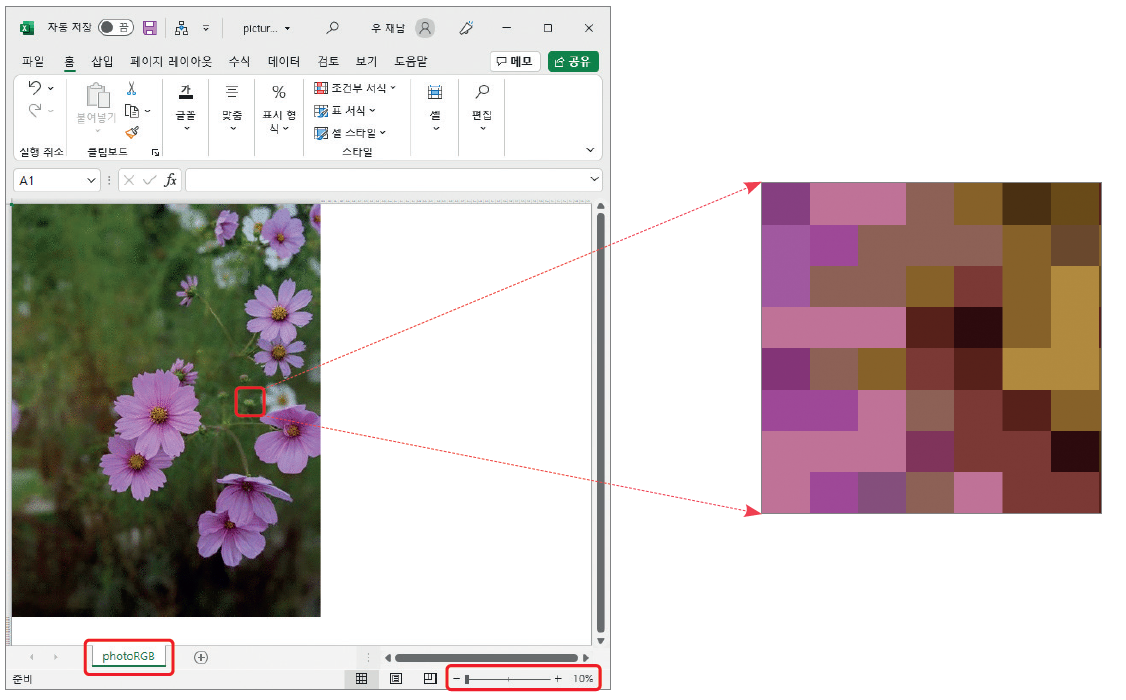 자동 저장 끔 pictur... 우 재남
파일 홈 삽입 페이지 레이아웃 수식 데이터 검토 보기 도움말 메모 공유
붙여넣기 가 글꼴 맞춤 % 표시 형식 조건부 서식
표 서식
셀 스타일
셀 편집
실행 취소 클립보드 스타일
A1 fx
photoRGB
준비 10%